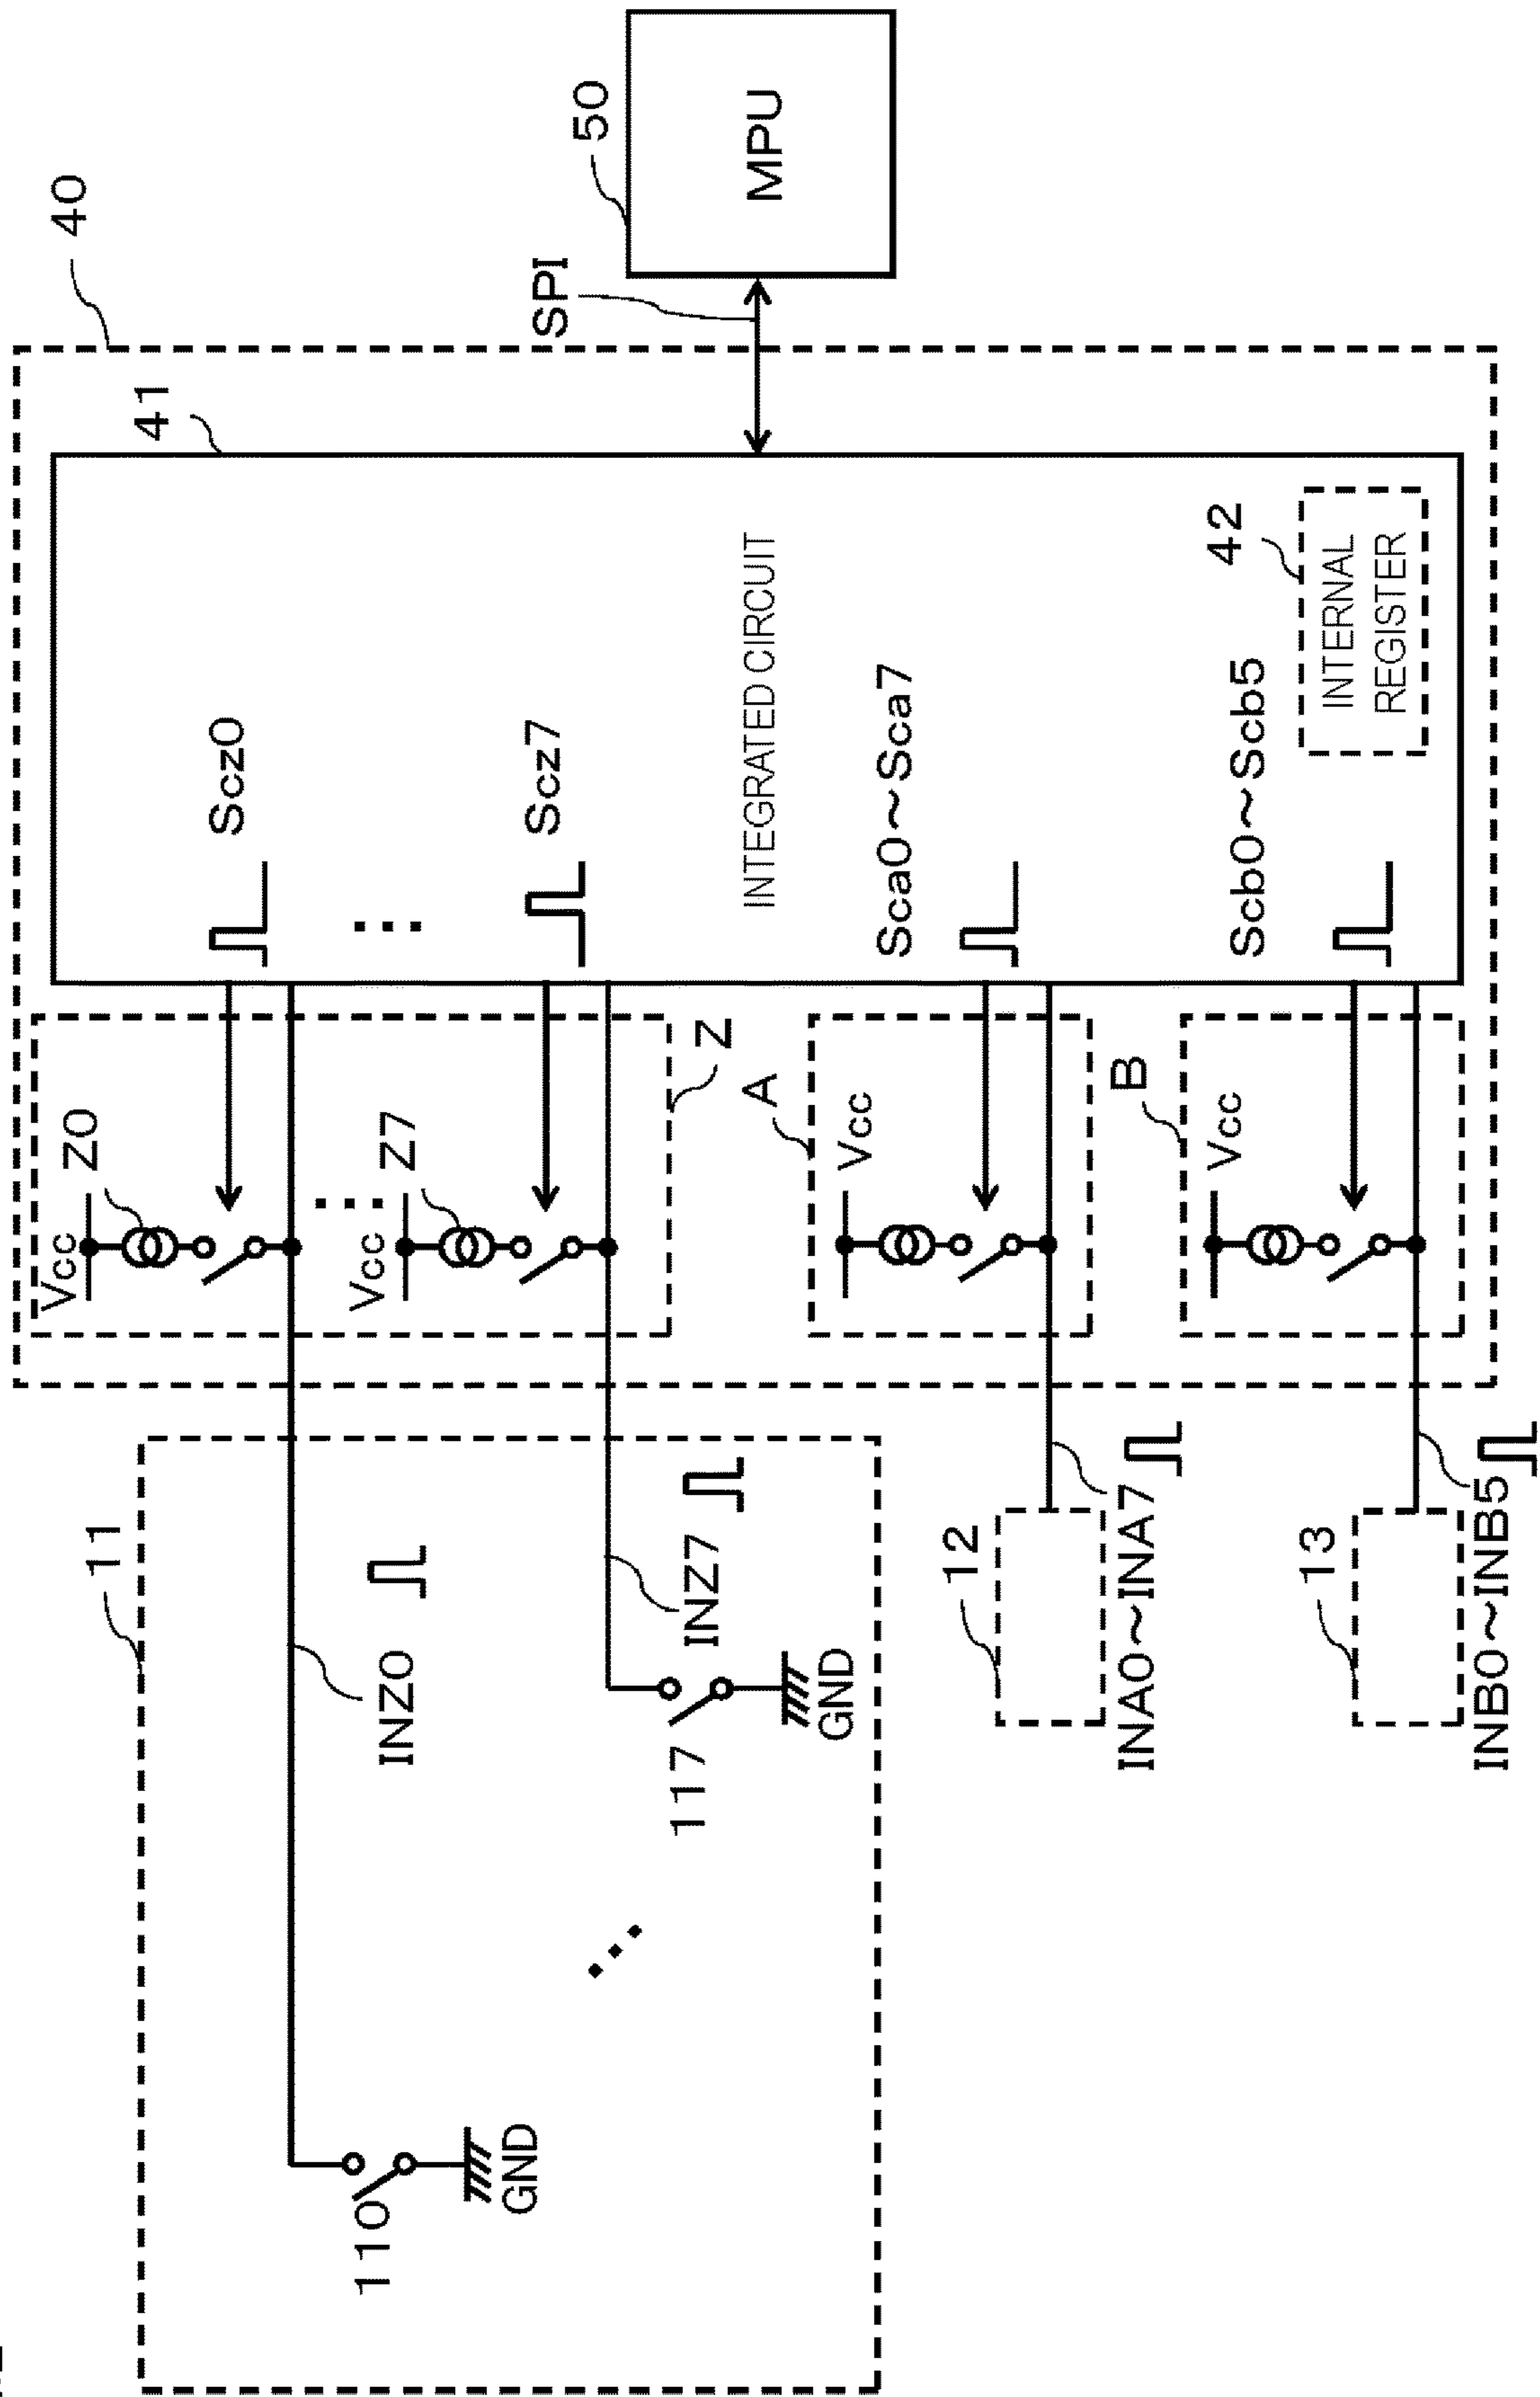 11
INZ0
110
GND
INZ7
117
GND
12
INA0~INA7
13
INB0~INB5
40
Vcc
Z0
Vcc
Z7
Z
A
Vcc
B
Vcc
41
Scz0
Scz7
INTEGRATED CIRCUIT
Sca0~Sca7
Scb0~Scb5
42
INTERNAL
REGISTER
SPI
50
MPU